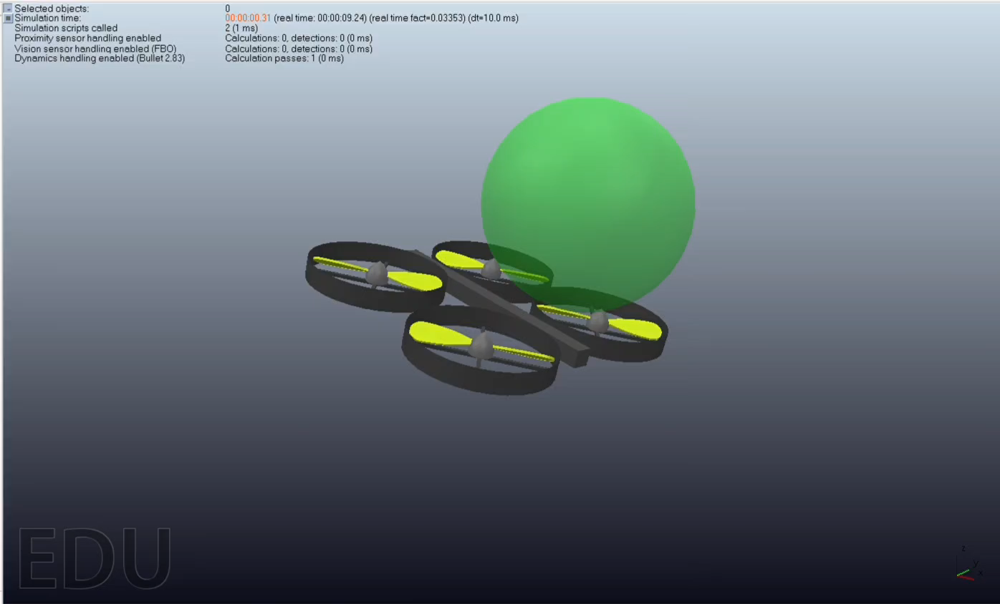 Selected objects: 0
Simulation time: 00:00:00.31 (real time: 00:00:09.24) (real time fact=0.03353) (dt=10.0 ms)
Simulation scripts called 2 (1 ms)
Proximity sensor handling enabled Calculations: 0, detections: 0 (0 ms)
Vision sensor handling enabled (FBO) Calculations: 0, detections: 0 (0 ms)
Dynamics handling enabled (Bullet 2.83) Calculation passes: 1 (0 ms)
EDU
z
y
x